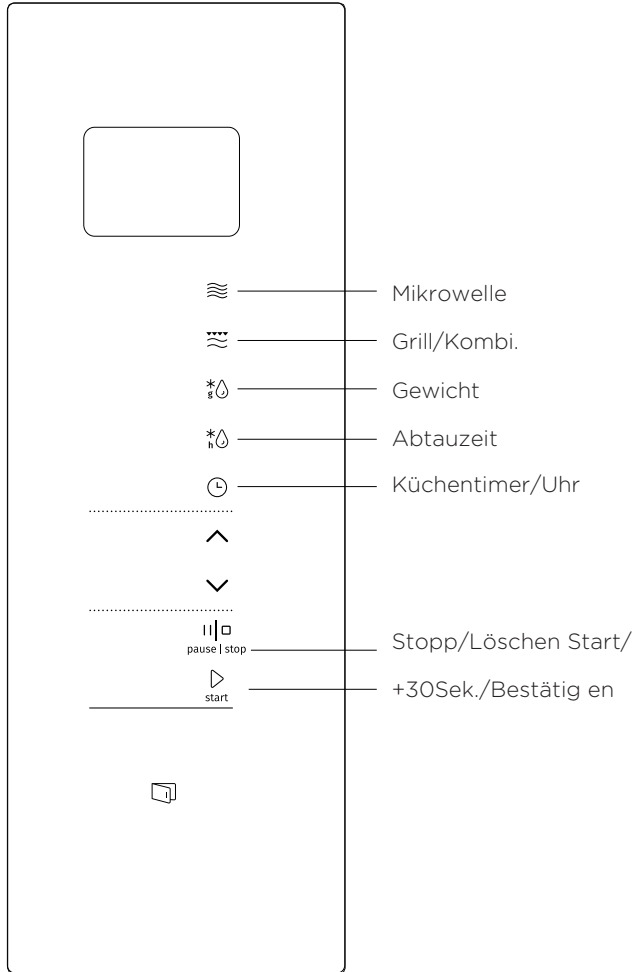 Mikrowelle
Grill/Kombi.
g
Gewicht
h
Abtauzeit
Küchentimer/Uhr
pause | stop
Stopp/Löschen Start/
start
+30Sek./Bestätig en